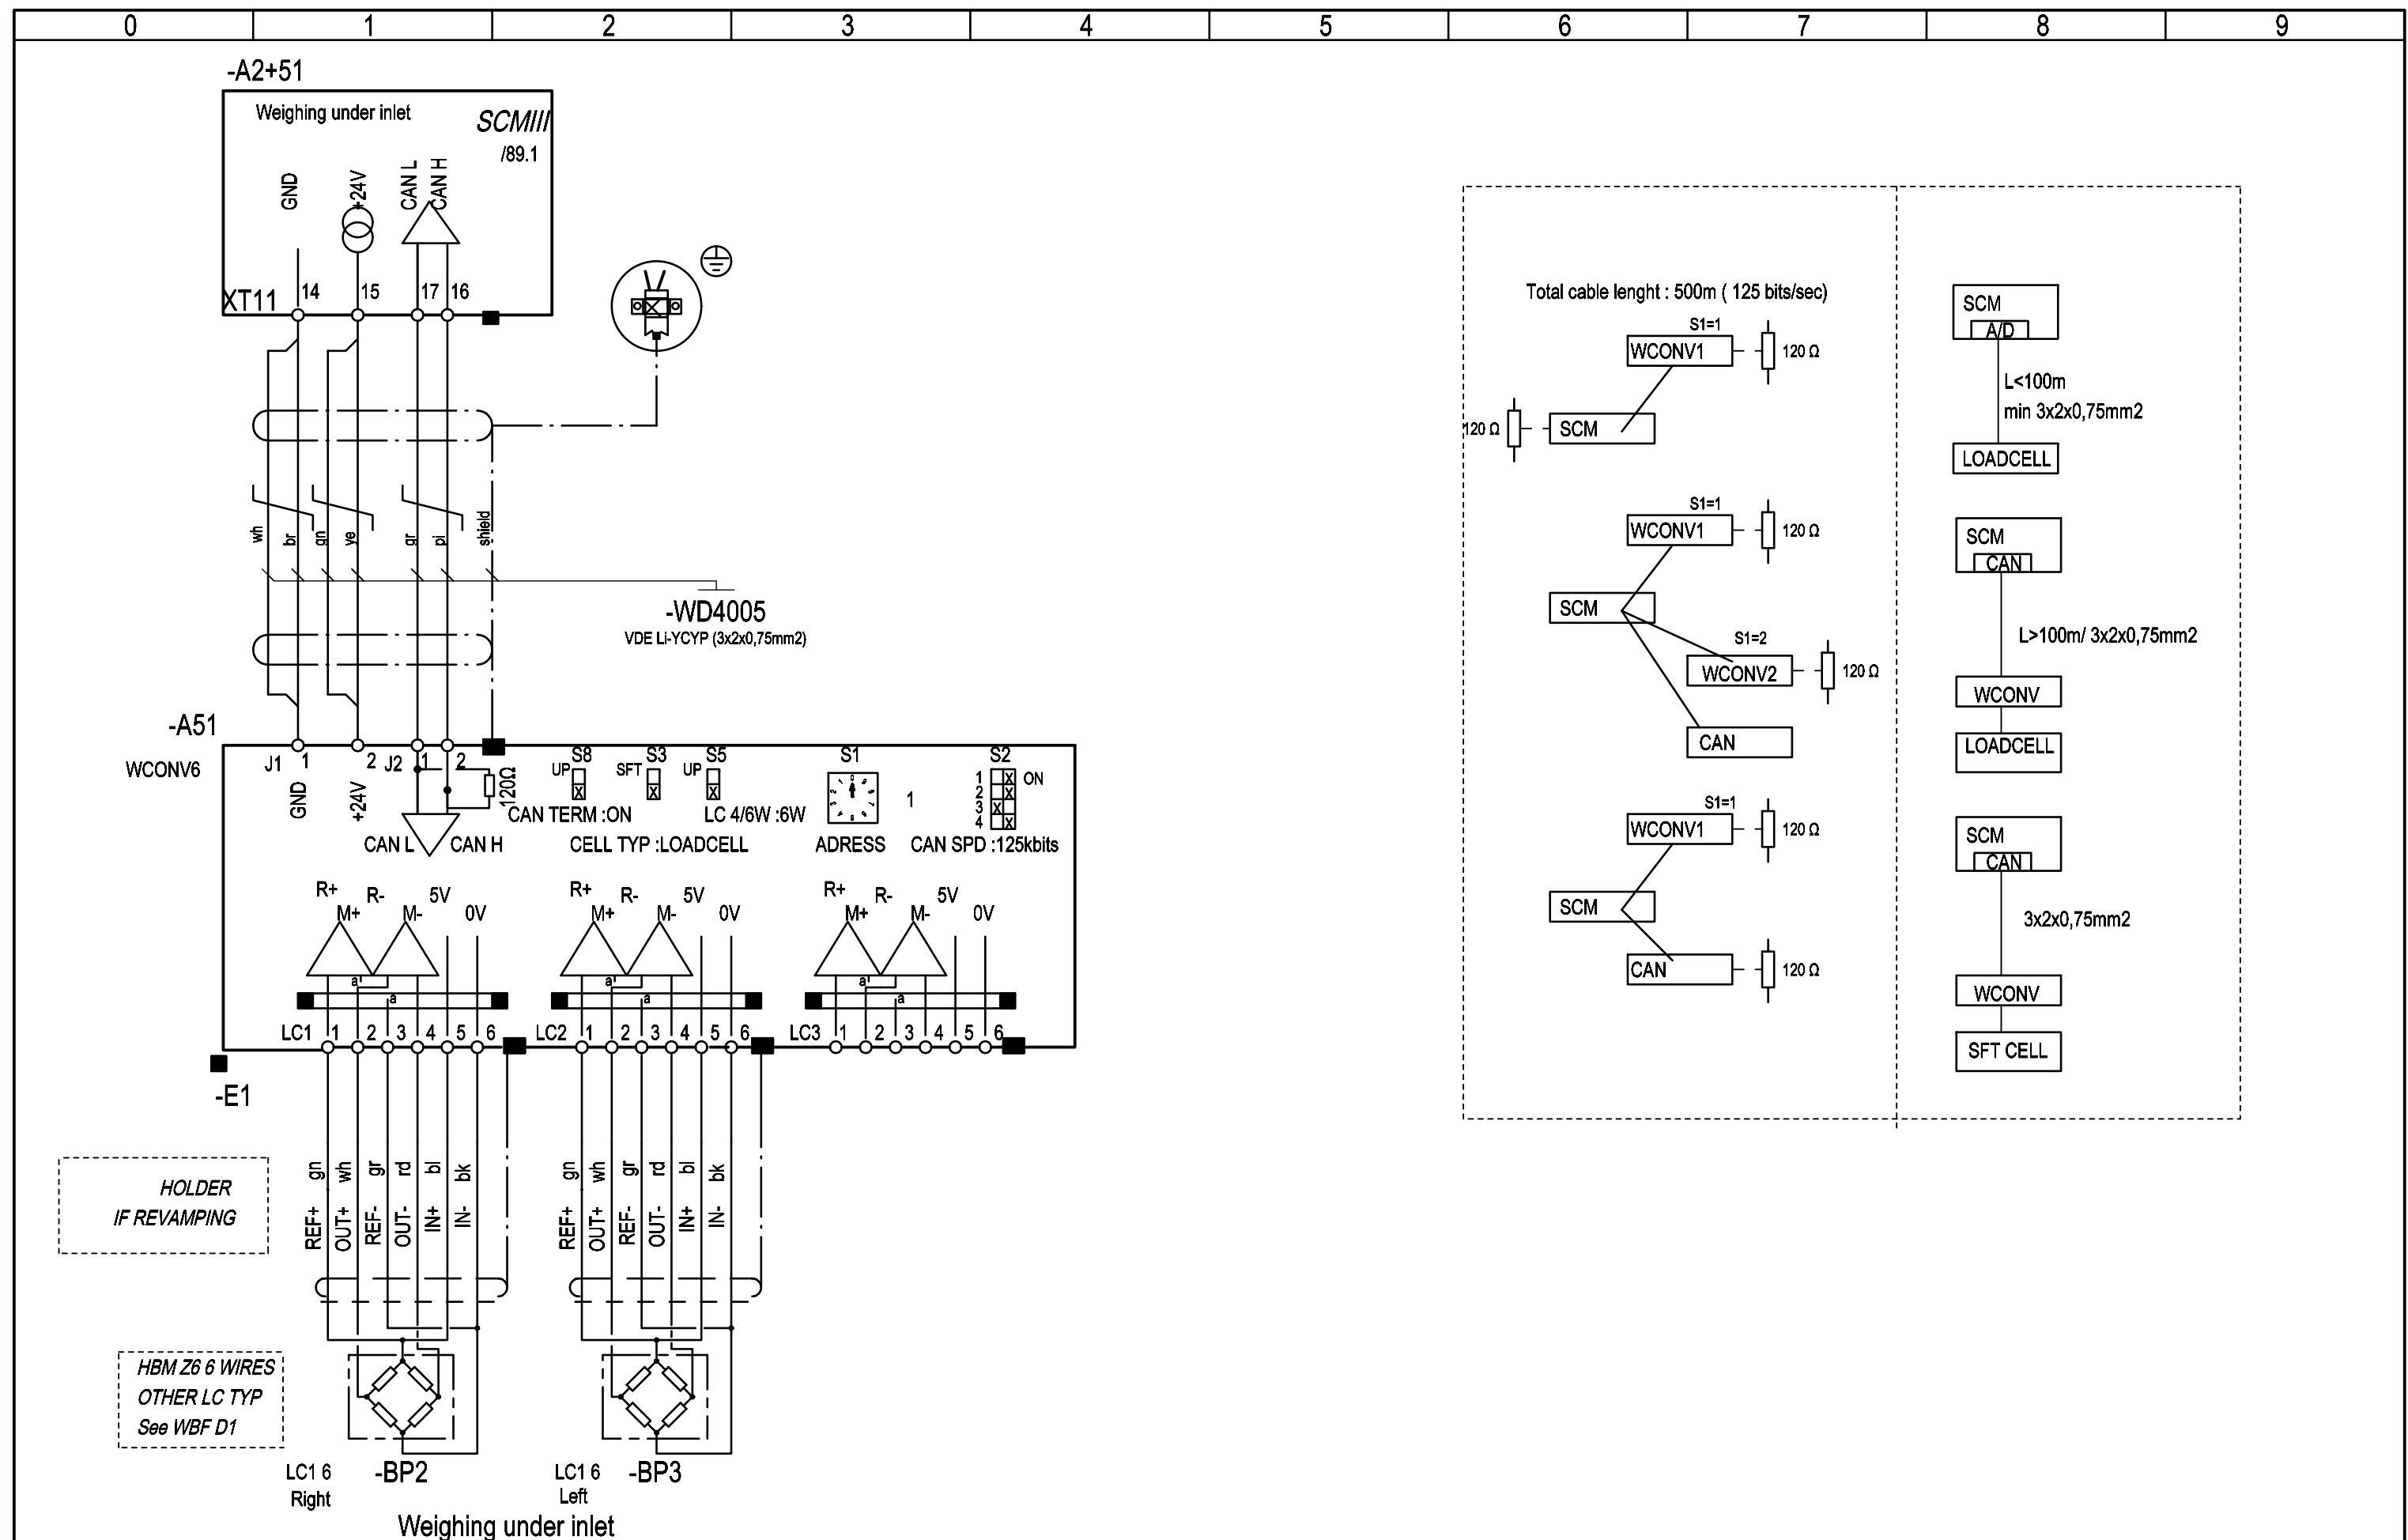 0 1 2 3 4 5 6 7 8 9
-A2+51
Weighing under inlet
SCMIII
/89.1
GND
+24V
CAN L
CAN H
XT11 14 15 17 16
wh br gn ye gr pi shield
-WD4005
VDE Li-YCYP (3x2x0,75mm2)
-A51
WCONV6
J1 1 2 J2 1 2
GND
+24V
120Ω
CAN L CAN H
S8
UP
X
CAN TERM :ON
S3
SFT
X
CELL TYP :LOADCELL
S5
UP
X
LC 4/6W :6W
S1
1
ADRESS
S2
1 X ON
2 X
3 X
4 X
CAN SPD :125kbits
R+ M+ R- M- 5V 0V
a' a
LC1 1 2 3 4 5 6
R+ M+ R- M- 5V 0V
a' a
LC2 1 2 3 4 5 6
R+ M+ R- M- 5V 0V
a' a
LC3 1 2 3 4 5 6
-E1
HOLDER
IF REVAMPING
gn wh gr rd bl bk
REF+ OUT+ REF- OUT- IN+ IN-
gn wh gr rd bl bk
REF+ OUT+ REF- OUT- IN+ IN-
HBM Z6 6 WIRES
OTHER LC TYP
See WBF D1
LC1 6
Right
-BP2
LC1 6
Left
-BP3
Weighing under inlet
Total cable lenght : 500m ( 125 bits/sec)
S1=1
WCONV1
120 Ω
120 Ω
SCM
S1=1
WCONV1
120 Ω
SCM
S1=2
WCONV2
120 Ω
CAN
S1=1
WCONV1
120 Ω
SCM
CAN
120 Ω
SCM
A/D
L<100m
min 3x2x0,75mm2
LOADCELL
SCM
CAN
L>100m/ 3x2x0,75mm2
WCONV
LOADCELL
SCM
CAN
3x2x0,75mm2
WCONV
SFT CELL